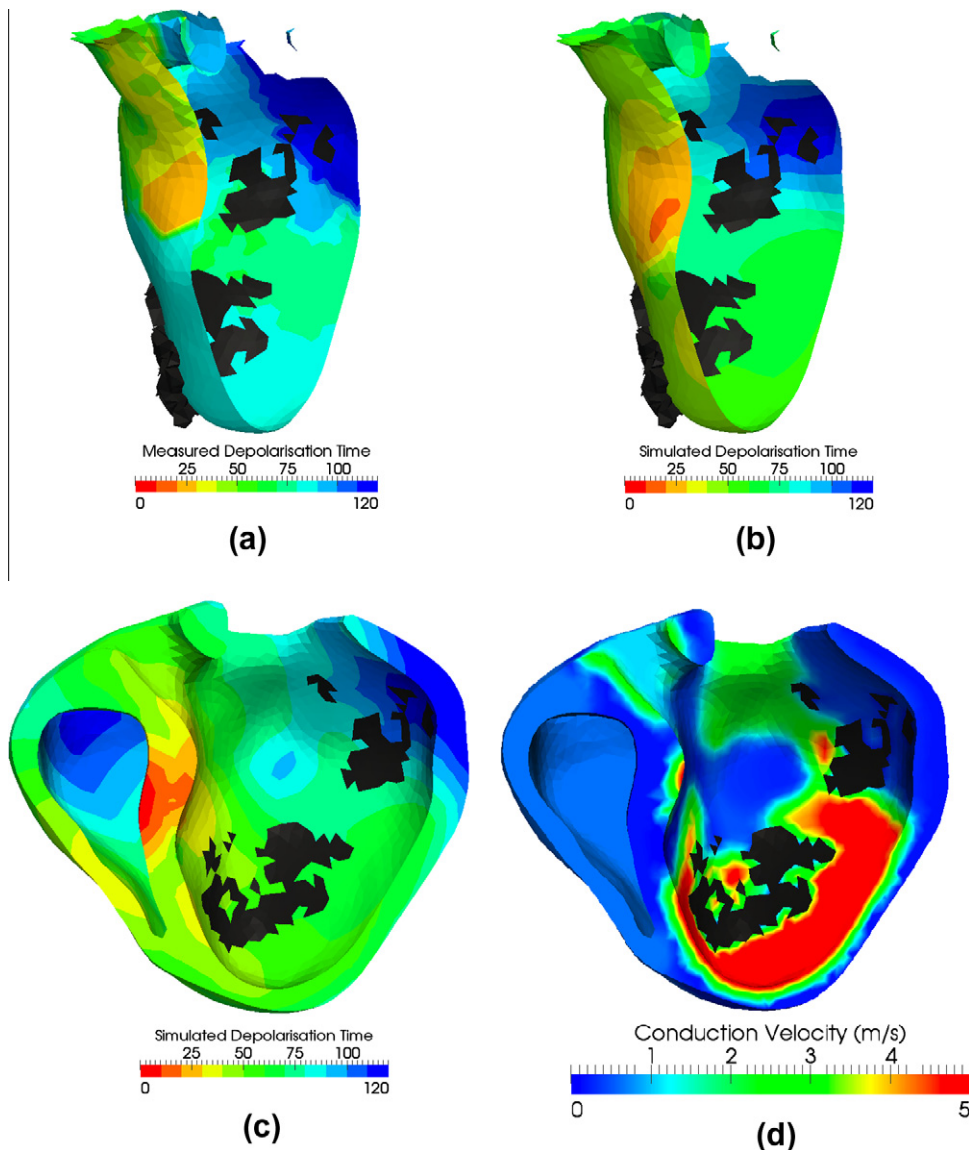 Measured Depolarisation Time
25 50 75 100
0 120
(a)
Simulated Depolarisation Time
25 50 75 100
0 120
(b)
Simulated Depolarisation Time
25 50 75 100
0 120
(c)
Conduction Velocity (m/s)
1 2 3 4
0 5
(d)